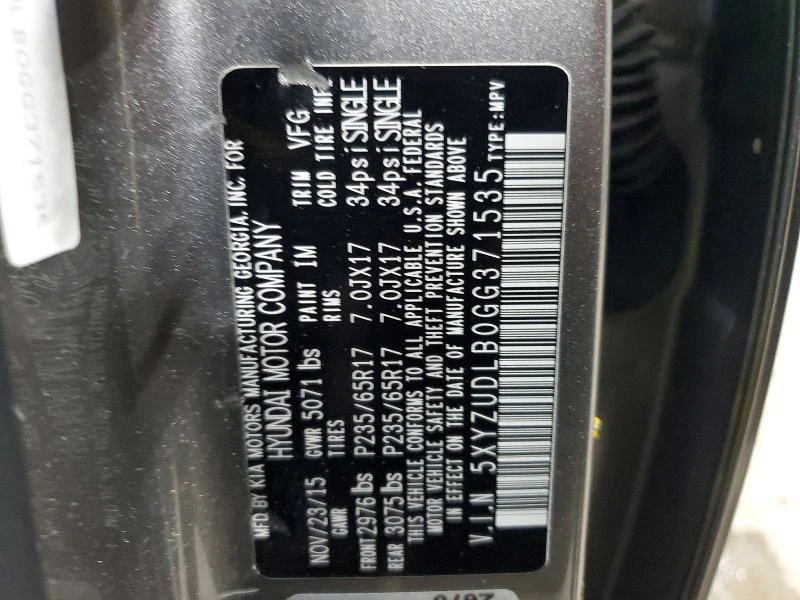 MFD BY KIA MOTORS MANUFACTURING GEORGIA, INC. FOR
HYUNDAI MOTOR COMPANY
NOV/23/15 GVWR 5071 lbs PAINT IM TRIM VFG
GAWR TIRES RIMS COLD TIRE INF
FRONT 2976 lbs P235/65R17 7.0JX17 34psi SINGLE
REAR 3075 lbs P235/65R17 7.0JX17 34psi SINGLE
THIS VEHICLE CONFORMS TO ALL APPLICABLE U.S.A. FEDERAL
MOTOR VEHICLE SAFETY AND THEFT PREVENTION STANDARDS
IN EFFECT ON THE DATE OF MANUFACTURE SHOWN ABOVE
V.I.N 5XYZUDLB0GG371535 TYPE:MPV